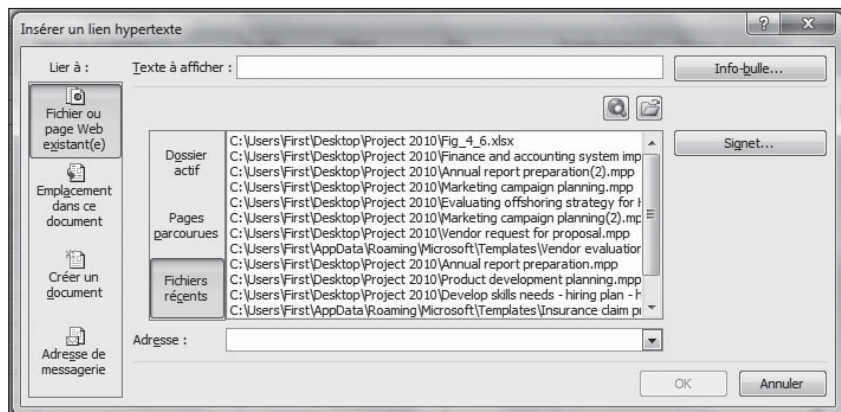 Insérer un lien hypertexte
Lier à :
Texte à afficher :
Info-bulle...
Fichier ou
page Web
existant(e)
Emplacement
dans ce
document
Créer un
document
Adresse de
messagerie
Dossier
actif
Pages
parcourues
Fichiers
récents
C:\Users\First\Desktop\Project 2010\Fig_4_6.xlsx
C:\Users\First\Desktop\Project 2010\Finance and accounting system imp
C:\Users\First\Desktop\Project 2010\Annual report preparation(2).mpp
C:\Users\First\Desktop\Project 2010\Marketing campaign planning.mpp
C:\Users\First\Desktop\Project 2010\Evaluating offshoring strategy for H
C:\Users\First\Desktop\Project 2010\Marketing campaign planning(2).mp
C:\Users\First\Desktop\Project 2010\Vendor request for proposal.mpp
C:\Users\First\AppData\Roaming\Microsoft\Templates\Vendor evaluation
C:\Users\First\Desktop\Project 2010\Annual report preparation.mpp
C:\Users\First\Desktop\Project 2010\Product development planning.mpp
C:\Users\First\Desktop\Project 2010\Develop skills needs - hiring plan - h
C:\Users\First\AppData\Roaming\Microsoft\Templates\Insurance claim p
Signet...
Adresse :
OK
Annuler